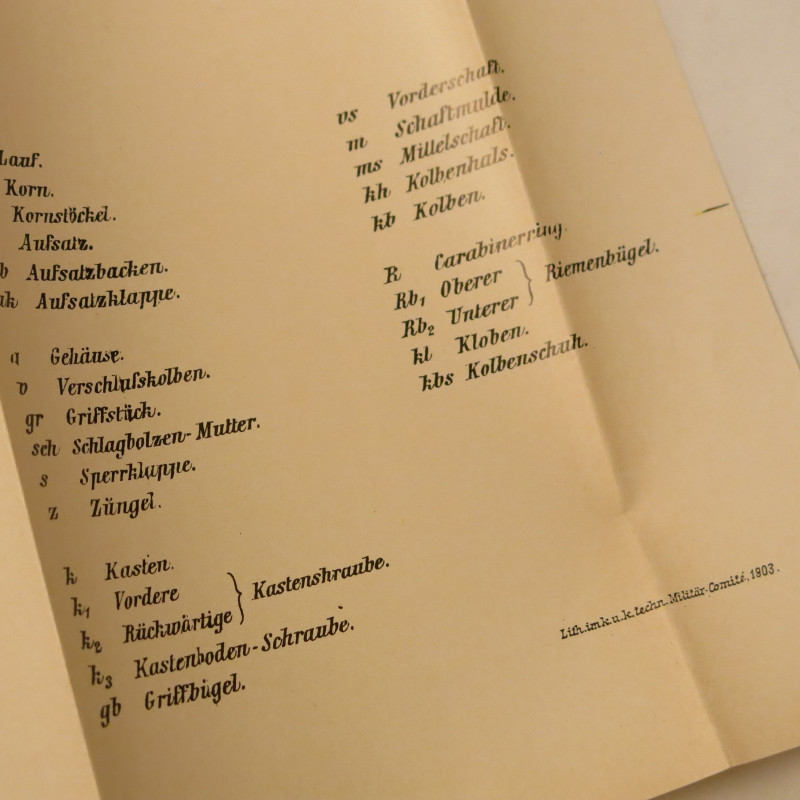 Lauf.
Korn.
Kornstöckel.
Aufsatz.
b Aufsatzbacken.
ak Aufsatzklappe.
q Gehäuse.
v Verschlußkolben.
gr Griffstück.
sch Schlagbolzen-Mutter.
s Sperrklappe.
z Züngel.
k Kasten.
k1 Vordere
k2 Rückwärtige } Kastenshraube.
k3 Kastenboden-Schraube.
gb Griffbügel.
vs Vorderschaft.
m Schaftmulde.
ms Mittelschaft.
kh Kolbenhals.
kb Kolben.
R Carabinerring.
Rb1 Oberer
Rb2 Unterer } Riemenbügel.
kl Kloben.
kbs Kolbenschuh.
Lith.im k.u.k.techn.Militär-Comité, 1903.